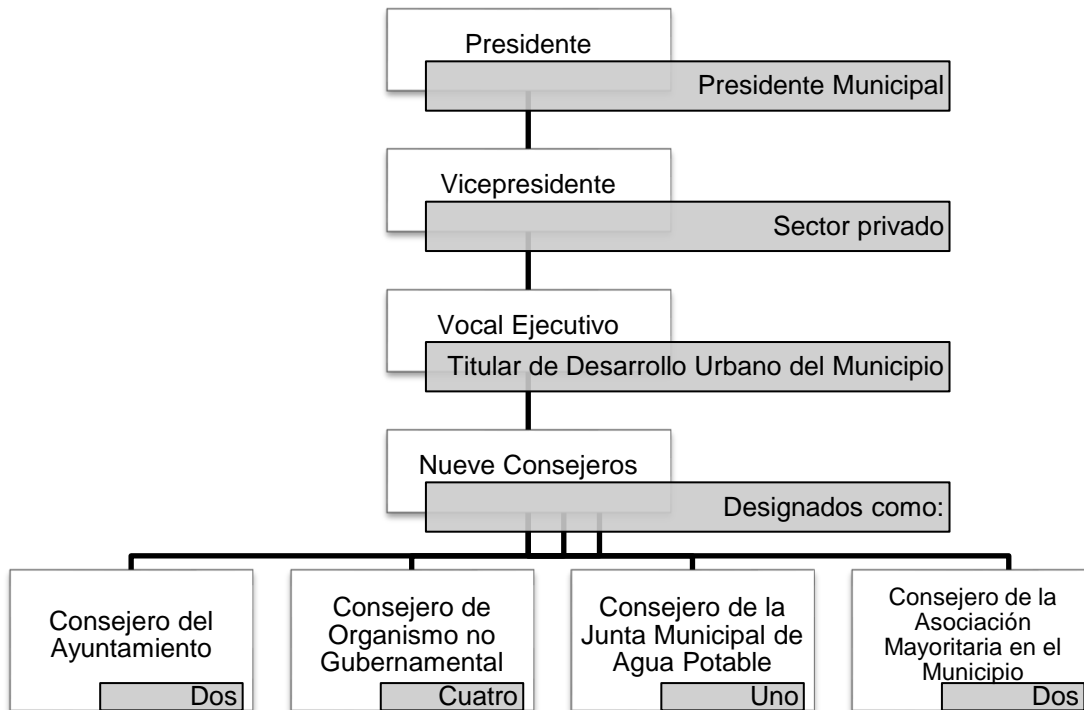 Presidente
Presidente Municipal
Vicepresidente
Sector privado
Vocal Ejecutivo
Titular de Desarrollo Urbano del Municipio
Nueve Consejeros
Designados como:
Consejero del
Ayuntamiento
Dos
Consejero de
Organismo no
Gubernamental
Cuatro
Consejero de la
Junta Municipal de
Agua Potable
Uno
Consejero de la
Asociación
Mayoritaria en el
Municipio
Dos